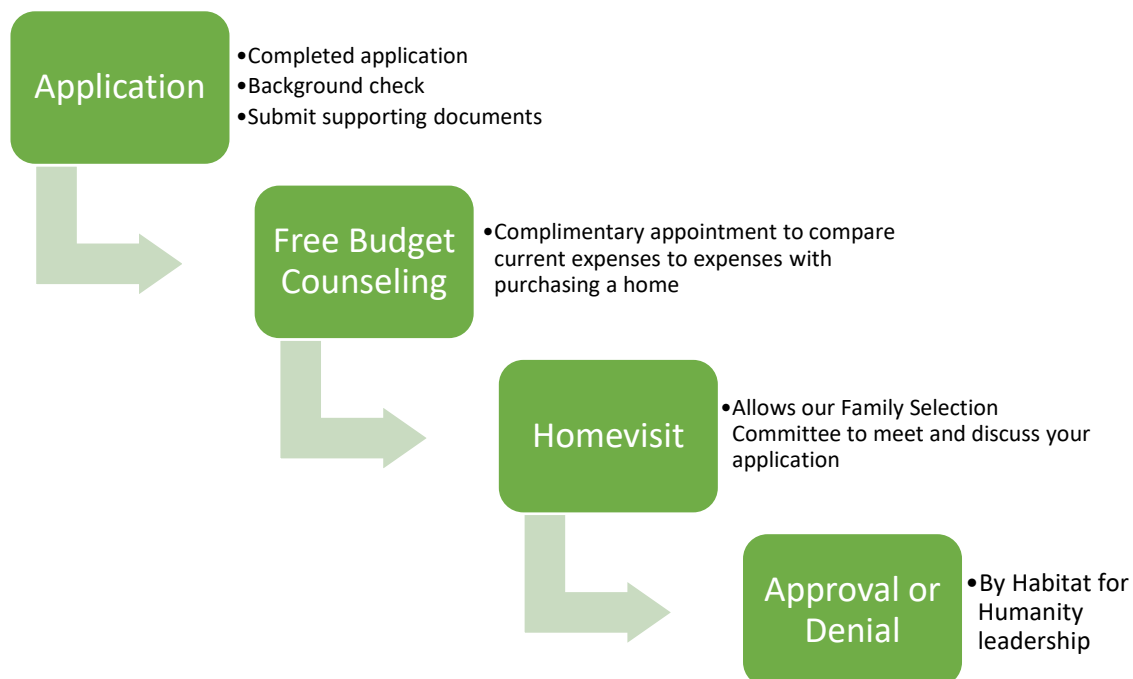 Application
•Completed application
•Background check
•Submit supporting documents
Free Budget
Counseling
•Complimentary appointment to compare
current expenses to expenses with
purchasing a home
Homevisit
•Allows our Family Selection
Committee to meet and discuss your
application
Approval or
Denial
•By Habitat for
Humanity
leadership